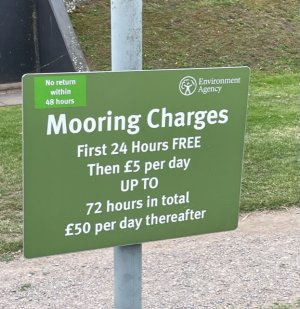 No return
within
48 hours
Environment
Agency
Mooring Charges
First 24 Hours FREE
Then £5 per day
UP TO
72 hours in total
£50 per day thereafter